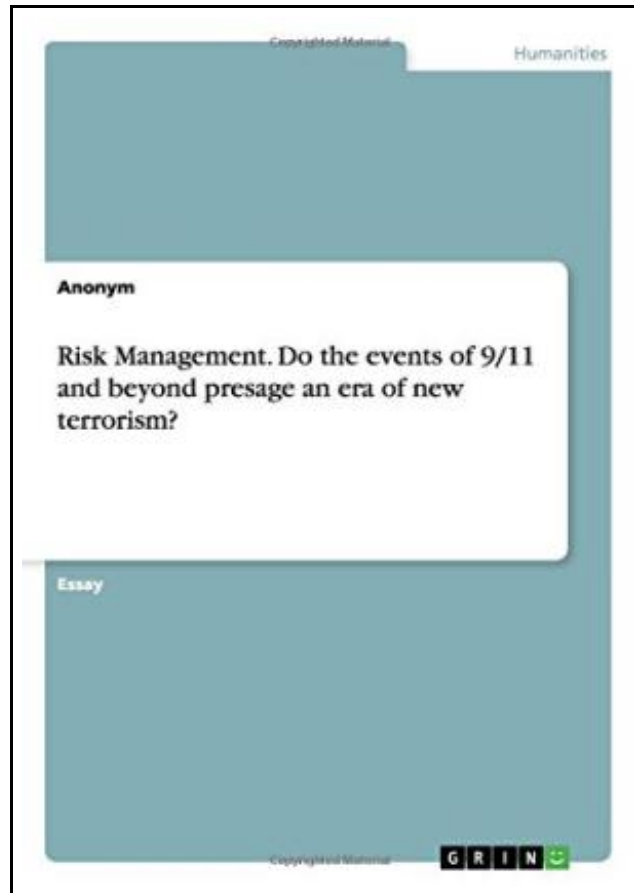 Copyrighted Material
Humanities
Anonym
Risk Management. Do the events of 9/11
and beyond presage an era of new
terrorism?
Essay
Copyrighted Material
GRIN